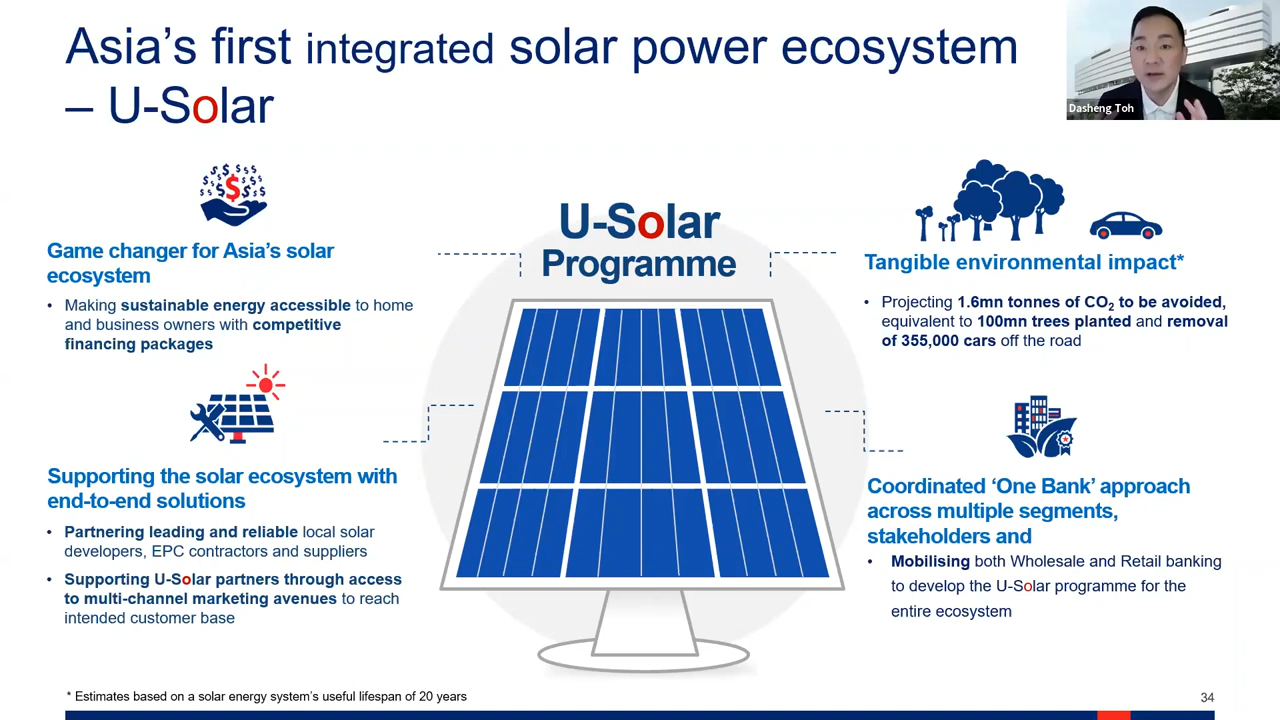 Asia’s first integrated solar power ecosystem
– U-Solar
Dasheng Toh
Game changer for Asia’s solar
ecosystem
• Making sustainable energy accessible to home
and business owners with competitive
financing packages
Supporting the solar ecosystem with
end-to-end solutions
• Partnering leading and reliable local solar
developers, EPC contractors and suppliers
• Supporting U-Solar partners through access
to multi-channel marketing avenues to reach
intended customer base
U-Solar
Programme
Tangible environmental impact*
• Projecting 1.6mn tonnes of CO₂ to be avoided,
equivalent to 100mn trees planted and removal
of 355,000 cars off the road
Coordinated ‘One Bank’ approach
across multiple segments,
stakeholders and
• Mobilising both Wholesale and Retail banking
to develop the U-Solar programme for the
entire ecosystem
* Estimates based on a solar energy system’s useful lifespan of 20 years
34